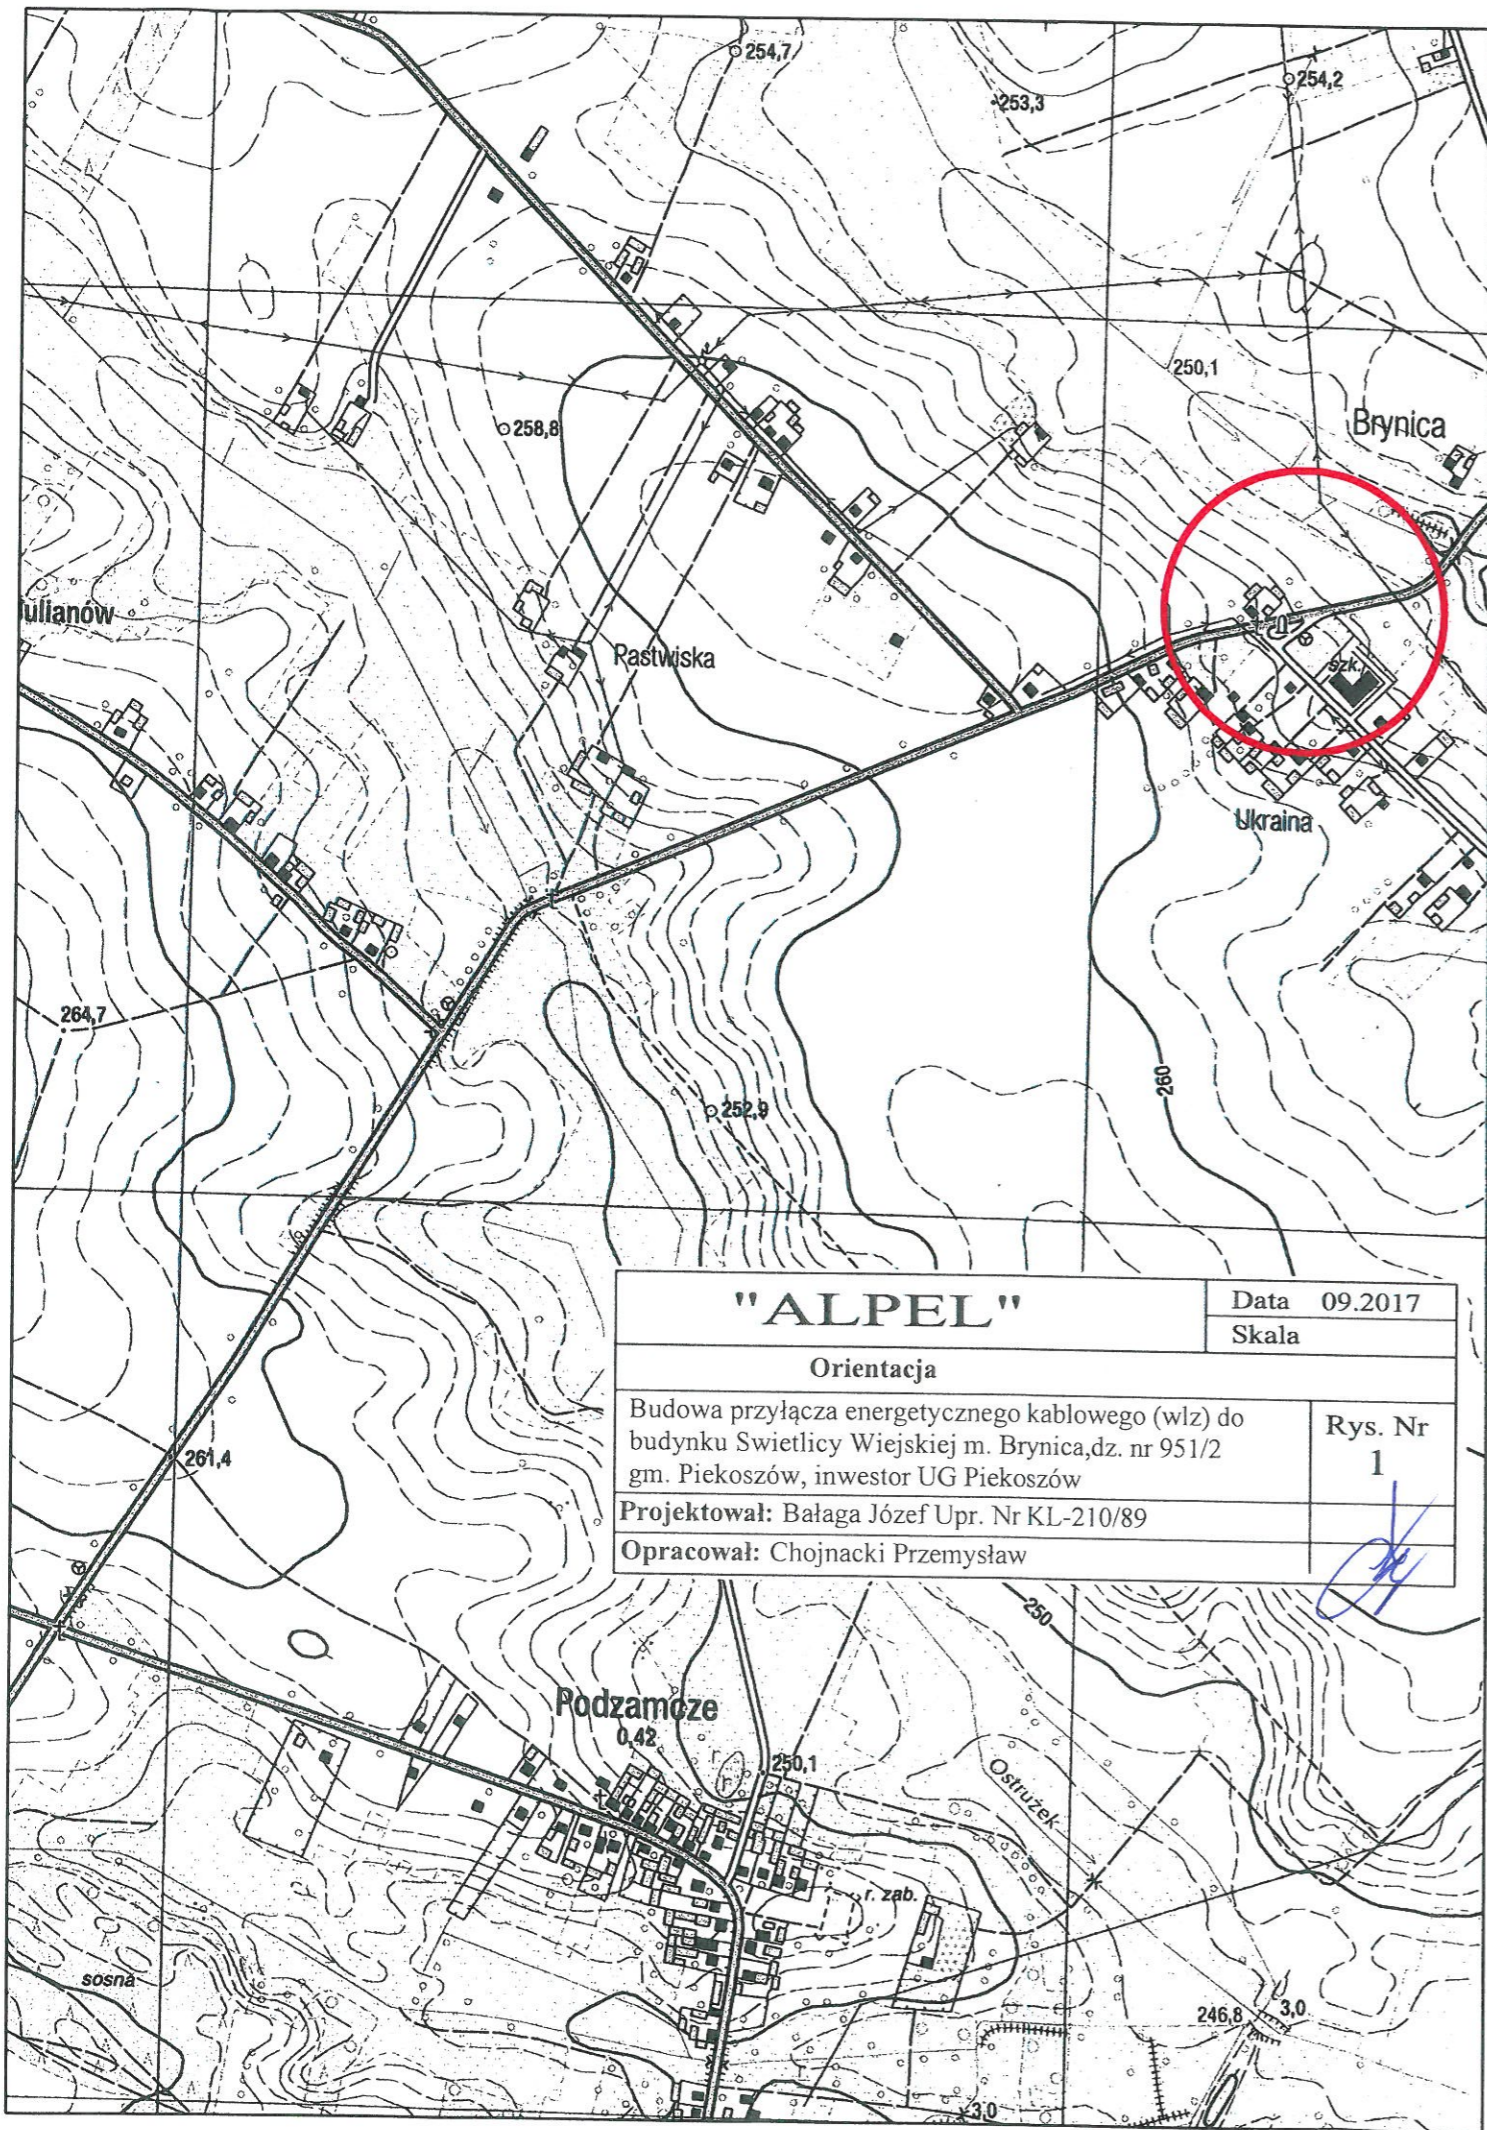 254,7
254,2
253,3
250,1
Brynica
258,8
ulianów
Pastwiska
szk.
Ukraina
264,7
252,9
260
"ALPEL"
Data 09.2017
Skala
Orientacja
Budowa przyłącza energetycznego kablowego (wlz) do
budynku Swietlicy Wiejskiej m. Brynica,dz. nr 951/2
gm. Piekoszów, inwestor UG Piekoszów
Rys. Nr
1
Projektował: Bałaga Józef Upr. Nr KL-210/89
Opracował: Chojnacki Przemysław
261,4
250
Podzamcze
0,42
r
r
250,1
Ostrużek
r. zab.
sosna
246,8
3,0
3,0